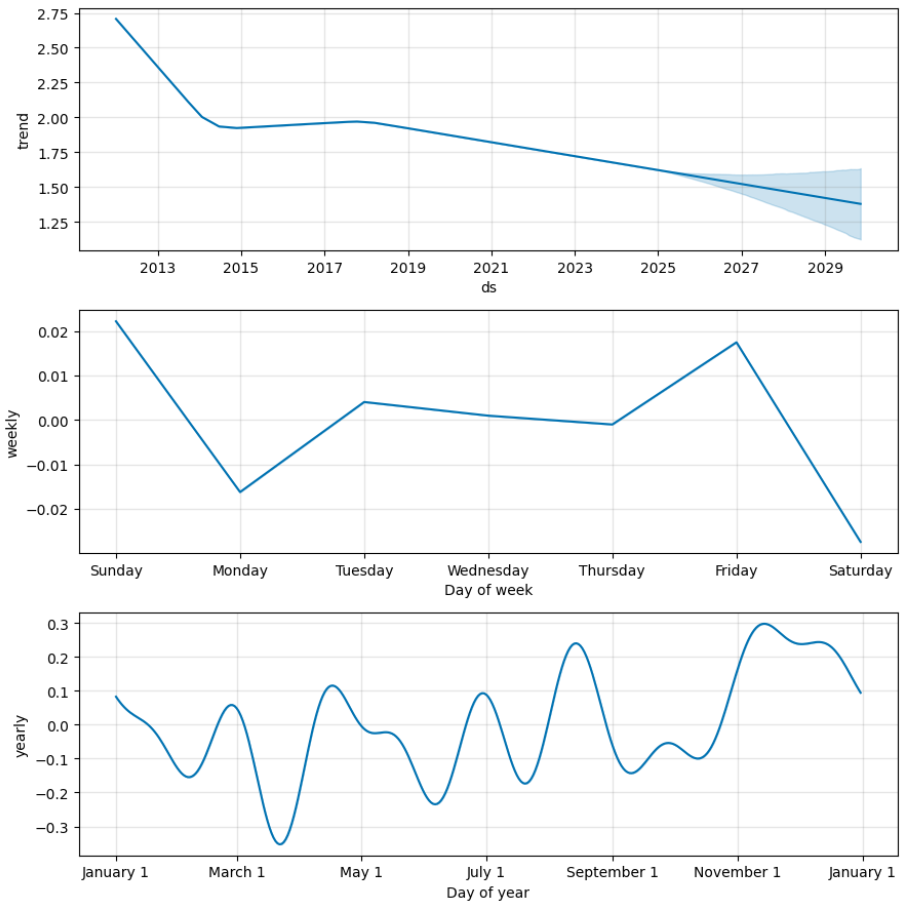 2.75
2.50
2.25
2.00
1.75
1.50
1.25
trend
2013 2015 2017 2019 2021 2023 2025 2027 2029
ds
0.02
0.01
0.00
−0.01
−0.02
weekly
Sunday Monday Tuesday Wednesday Thursday Friday Saturday
Day of week
0.3
0.2
0.1
0.0
−0.1
−0.2
−0.3
yearly
January 1 March 1 May 1 July 1 September 1 November 1 January 1
Day of year